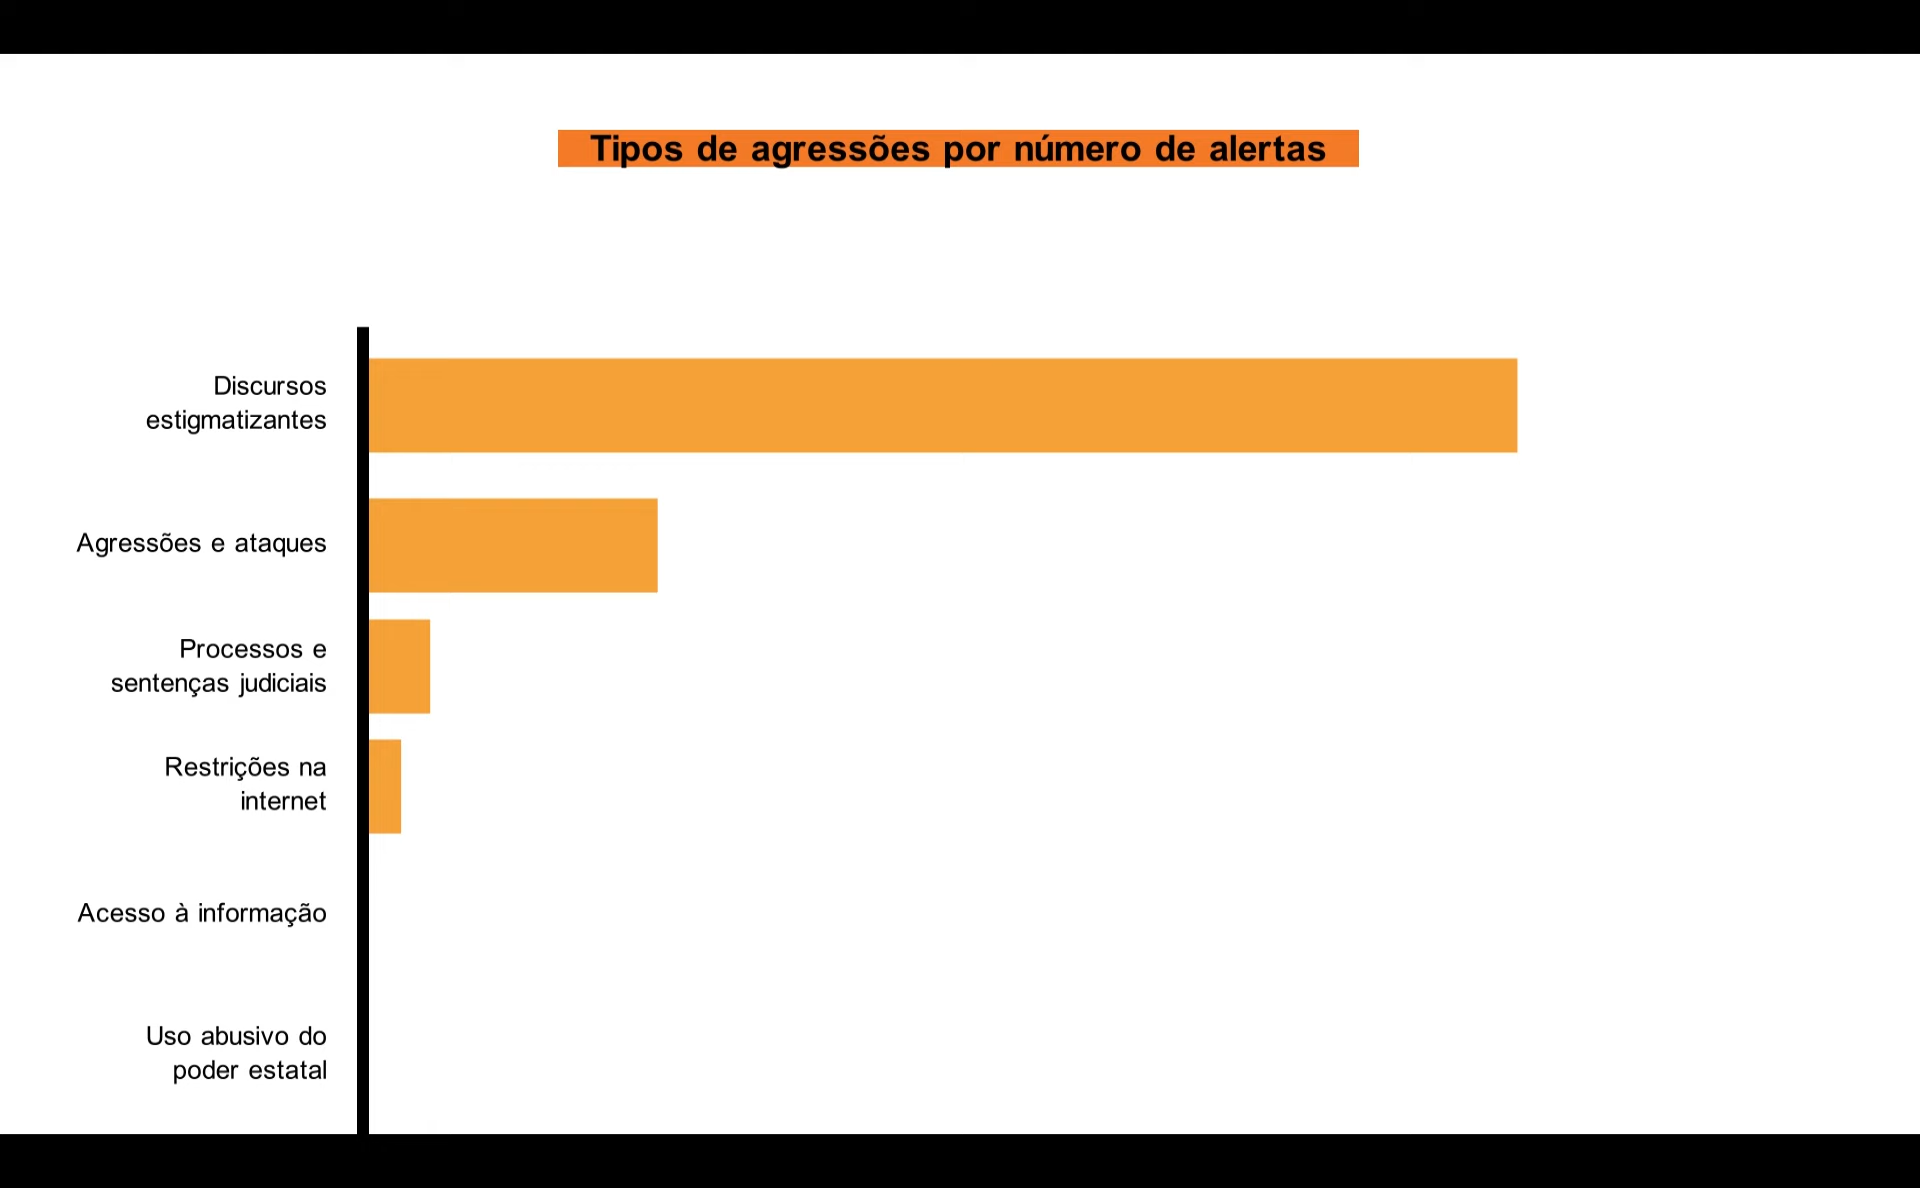 Tipos de agressões por número de alertas
Discursos
estigmatizantes
Agressões e ataques
Processos e
sentenças judiciais
Restrições na
internet
Acesso à informação
Uso abusivo do
poder estatal